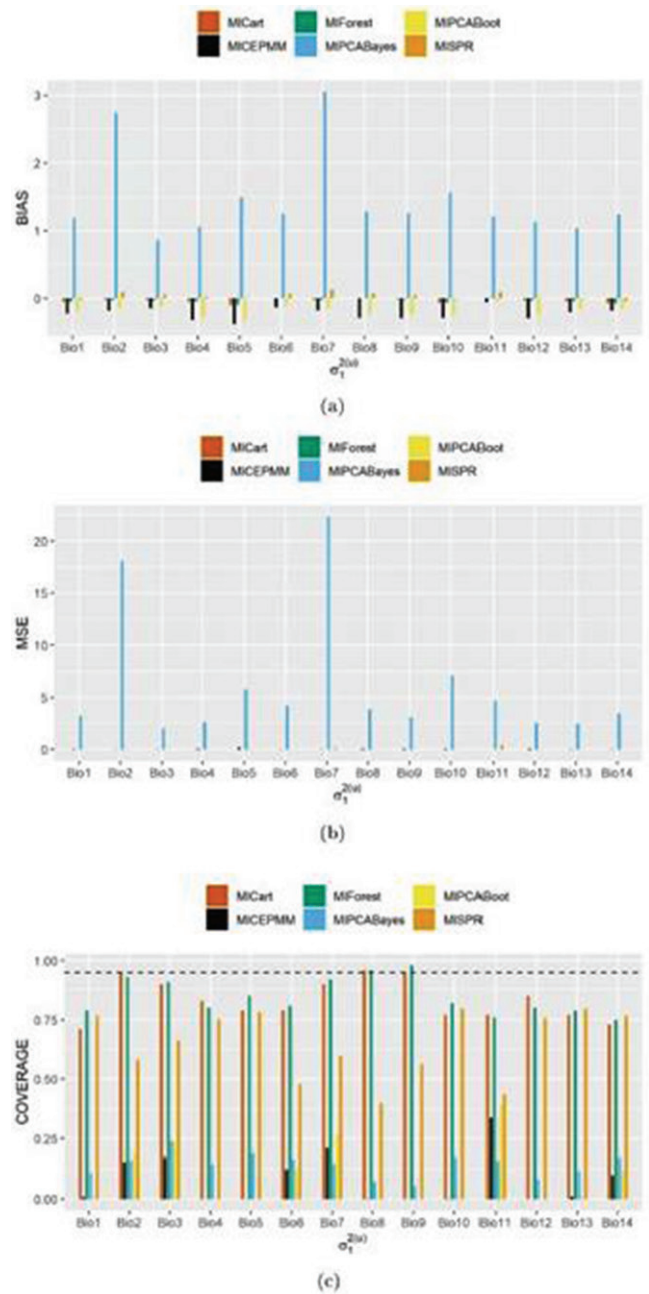 MICart MIForest MIPCABoot
MICEPMM MIPCABayes MISPR
3
2
1
0
BIAS
Bio1 Bio2 Bio3 Bio4 Bio5 Bio6 Bio7 Bio8 Bio9 Bio10 Bio11 Bio12 Bio13 Bio14
σ₁²⁽ᵘ⁾
(a)
MICart MIForest MIPCABoot
MICEPMM MIPCABayes MISPR
20
15
10
5
0
MSE
Bio1 Bio2 Bio3 Bio4 Bio5 Bio6 Bio7 Bio8 Bio9 Bio10 Bio11 Bio12 Bio13 Bio14
σ₁²⁽ᵘ⁾
(b)
MICart MIForest MIPCABoot
MICEPMM MIPCABayes MISPR
1.00
0.75
0.50
0.25
0.00
COVERAGE
Bio1 Bio2 Bio3 Bio4 Bio5 Bio6 Bio7 Bio8 Bio9 Bio10 Bio11 Bio12 Bio13 Bio14
σ₁²⁽ᵘ⁾
(c)